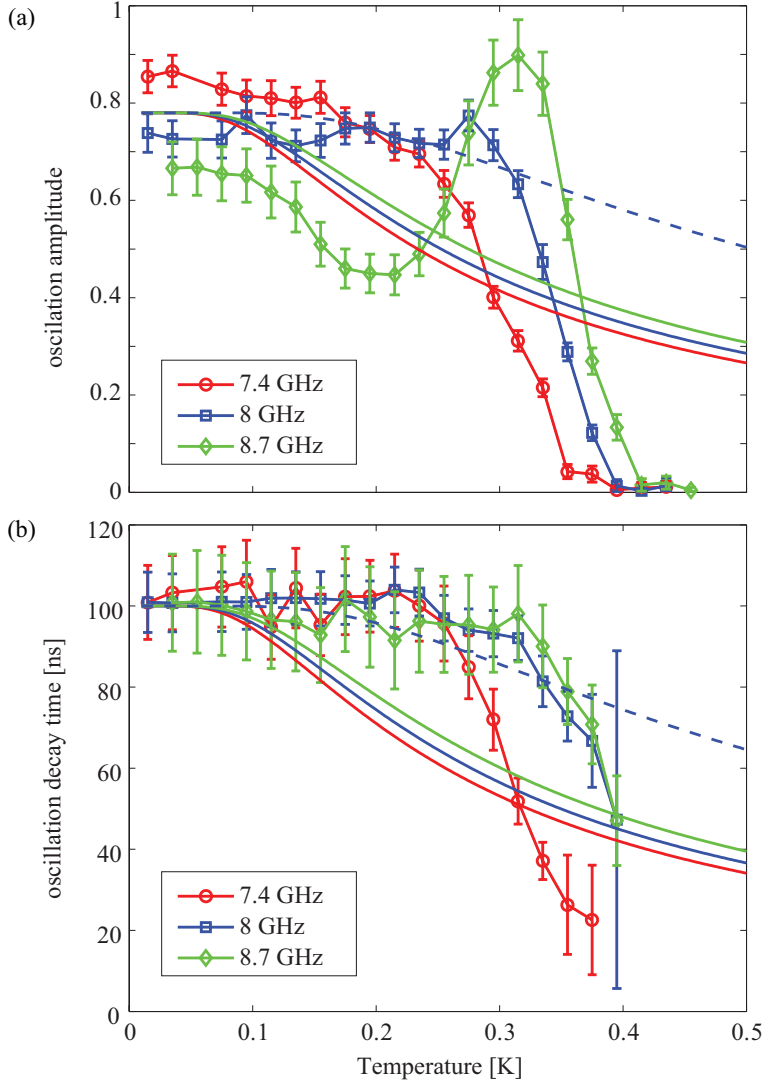 (a)
1
0.8
0.6
0.4
0.2
0
oscilation amplitude
7.4 GHz
8 GHz
8.7 GHz
(b)
120
100
80
60
40
20
0
oscillation decay time [ns]
7.4 GHz
8 GHz
8.7 GHz
0 0.1 0.2 0.3 0.4 0.5
Temperature [K]